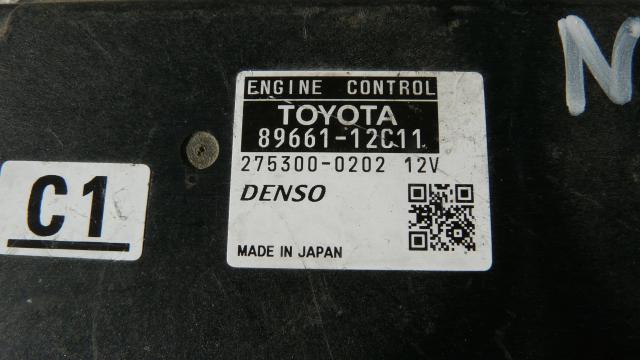 N
ENGINE CONTROL
TOYOTA
89661-12C11
275300-0202 12V
DENSO
MADE IN JAPAN
C1